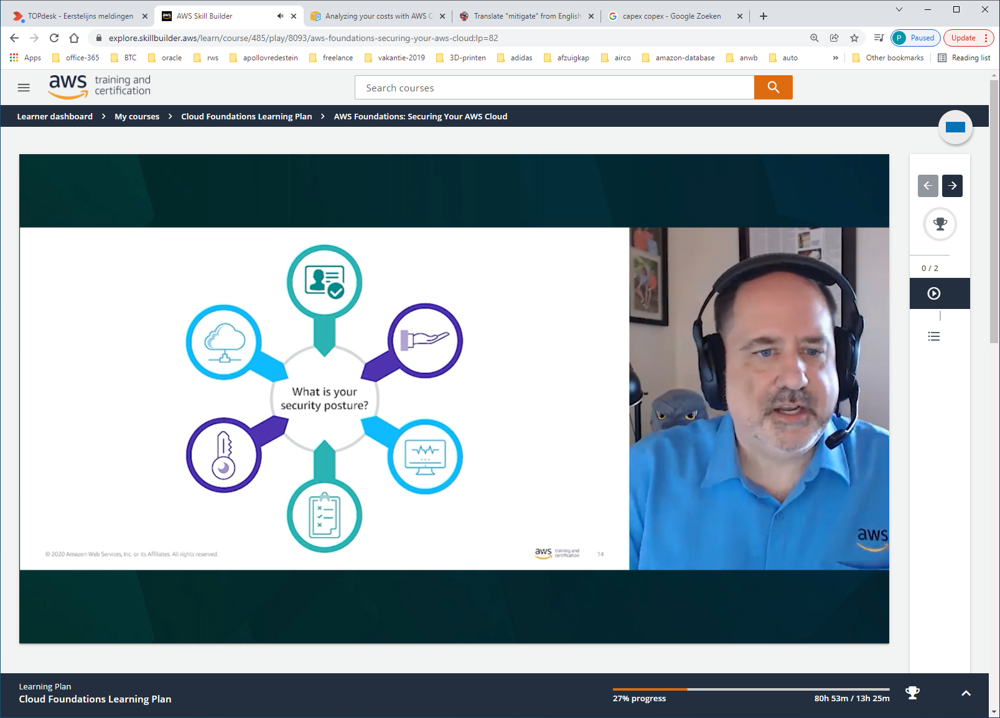 TOPdesk - Eerstelijns meldingen
AWS Skill Builder
Analyzing your costs with AWS C
Translate "mitigate" from English
capex copex - Google Zoeken
explore.skillbuilder.aws/learn/course/485/play/8093/aws-foundations-securing-your-aws-cloud;lp=82
P Paused
Update
Apps
office-365
BTC
oracle
rws
apollovredestein
freelance
vakantie-2019
3D-printen
adidas
afzuigkap
airco
amazon-database
anwb
auto
»
Other bookmarks
Reading list
aws training and
certification
Search courses
Learner dashboard > My courses > Cloud Foundations Learning Plan > AWS Foundations: Securing Your AWS Cloud
0 / 2
What is your
security posture?
© 2020 Amazon Web Services, Inc. or its Affiliates. All rights reserved.
aws training and
certification
14
aws
Learning Plan
Cloud Foundations Learning Plan
27% progress
80h 53m / 13h 25m